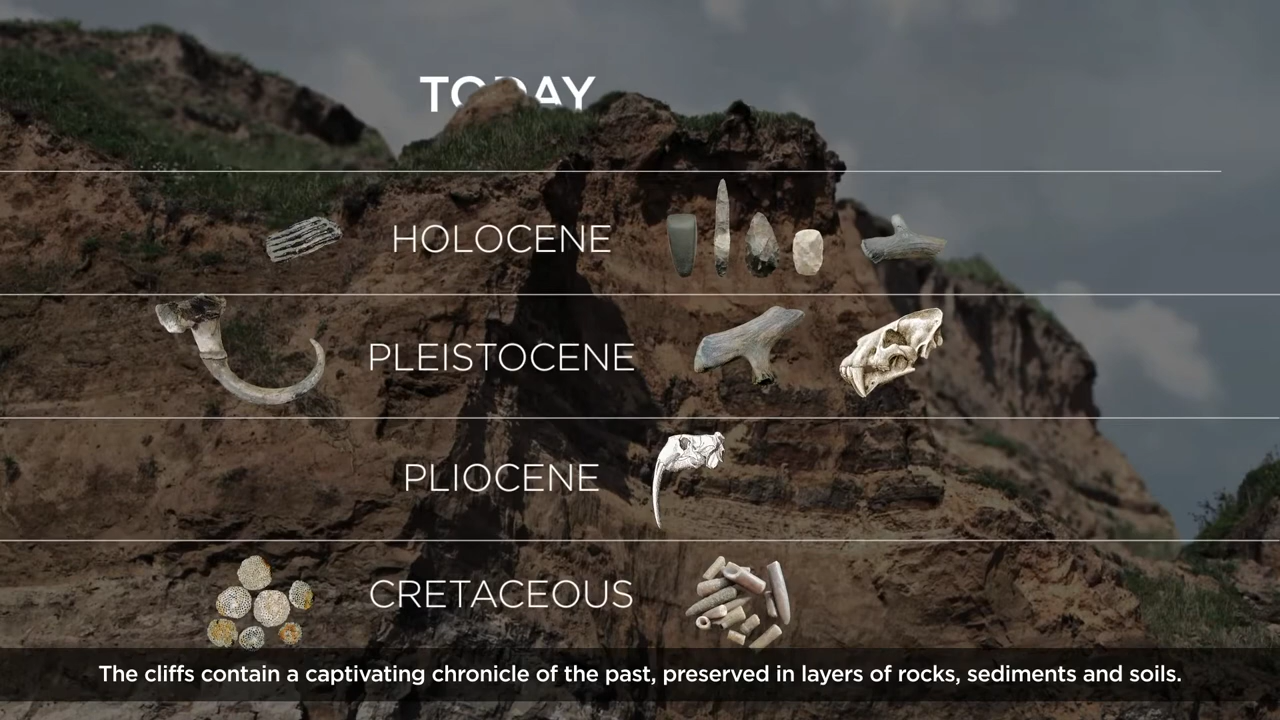 TODAY
HOLOCENE
PLEISTOCENE
PLIOCENE
CRETACEOUS
The cliffs contain a captivating chronicle of the past, preserved in layers of rocks, sediments and soils.